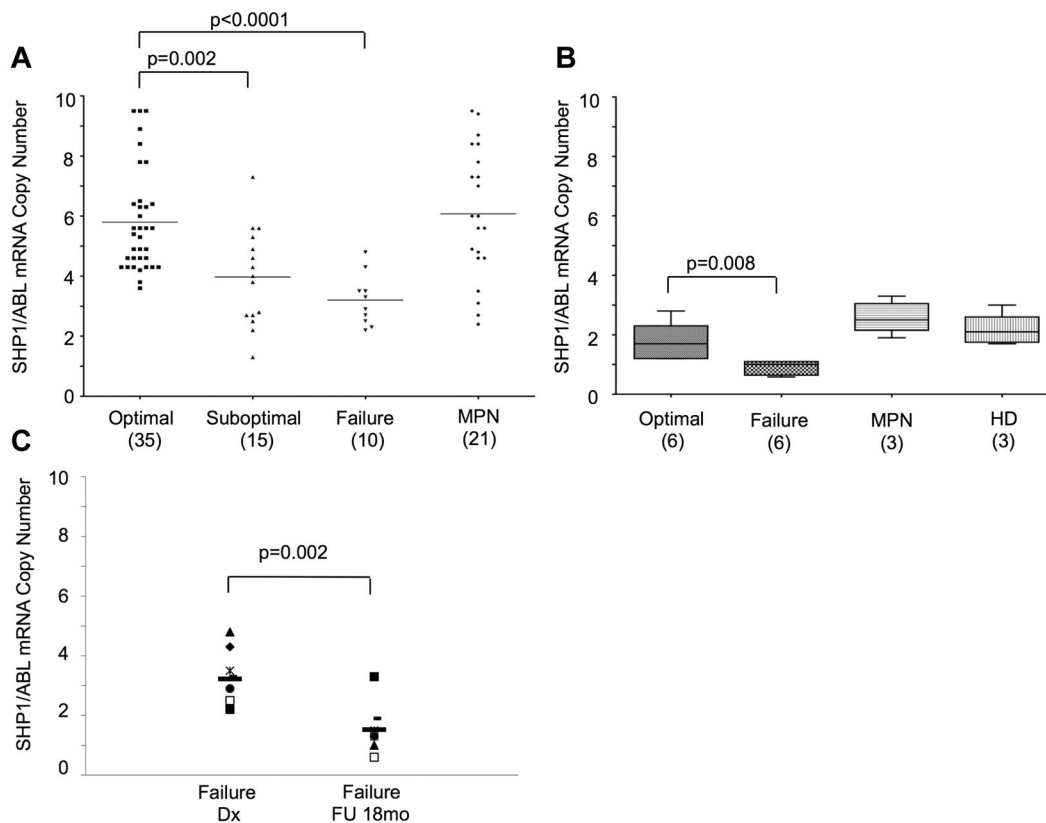 A
p<0.0001
p=0.002
SHP1/ABL mRNA Copy Number
10
8
6
4
2
0
Optimal
(35)
Suboptimal
(15)
Failure
(10)
MPN
(21)
B
p=0.008
SHP1/ABL mRNA Copy Number
10
8
6
4
2
0
Optimal
(6)
Failure
(6)
MPN
(3)
HD
(3)
C
p=0.002
SHP1/ABL mRNA Copy Number
10
8
6
4
2
0
Failure
Dx
Failure
FU 18mo